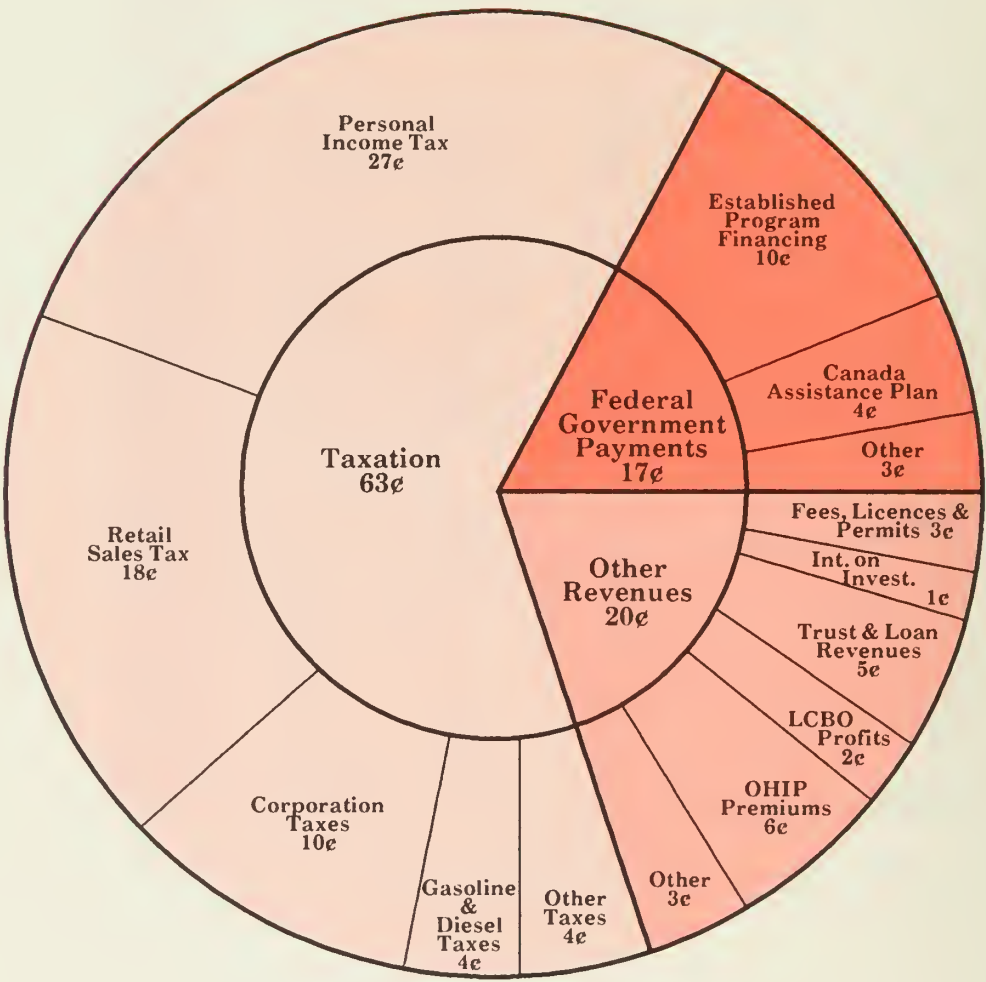 Personal
Income Tax
27¢
Established
Program
Financing
10¢
Canada
Assistance Plan
4¢
Federal
Government
Payments
17¢
Other
3¢
Taxation
63¢
Fees, Licences &
Permits 3¢
Int. on
Invest.
1¢
Other
Revenues
20¢
Trust & Loan
Revenues
5¢
LCBO
Profits
2¢
OHIP
Premiums
6¢
Other
3¢
Retail
Sales Tax
18¢
Corporation
Taxes
10¢
Gasoline
&
Diesel
Taxes
4¢
Other
Taxes
4¢